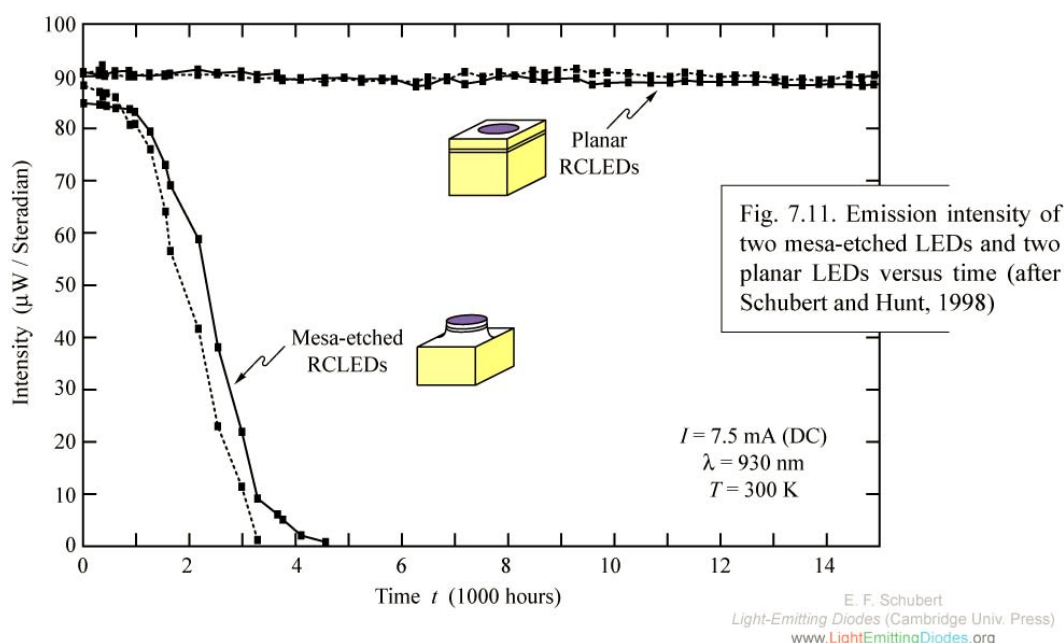 100
90
80
70
60
50
40
30
20
10
0
Intensity (μW / Steradian)
Planar
RCLEDs
Fig. 7.11. Emission intensity of
two mesa-etched LEDs and two
planar LEDs versus time (after
Schubert and Hunt, 1998)
Mesa-etched
RCLEDs
I = 7.5 mA (DC)
λ = 930 nm
T = 300 K
0 2 4 6 8 10 12 14
Time t (1000 hours)
E. F. Schubert
Light-Emitting Diodes (Cambridge Univ. Press)
www.LightEmittingDiodes.org